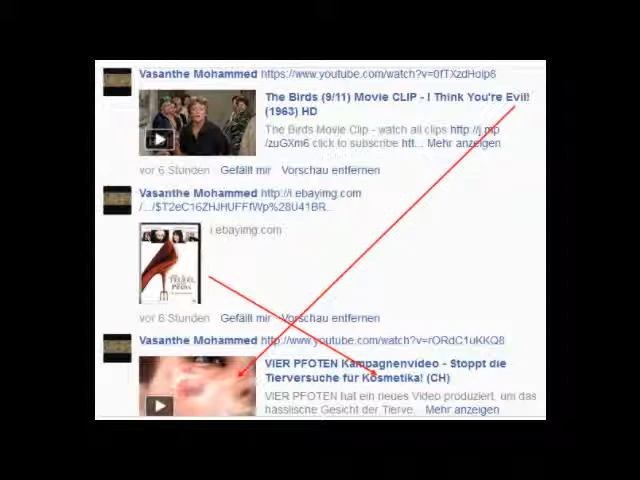 Vasanthe Mohammed https://www.youtube.com/watch?v=0fTXzdHoip8
The Birds (9/11) Movie CLIP - I Think You're Evil!
(1963) HD
The Birds Movie Clip - watch all clips http://j.mp
/zuGXm6 click to subscribe htt... Mehr anzeigen
vor 6 Stunden Gefällt mir Vorschau entfernen
Vasanthe Mohammed http://i.ebayimg.com
/.../$T2eC16ZHJHUFFfWp%28U41BR...
i.ebayimg.com
vor 6 Stunden Gefällt mir Vorschau entfernen
Vasanthe Mohammed http://www.youtube.com/watch?v=rORdC1uKKQ8
VIER PFOTEN Kampagnenvideo - Stoppt die
Tierversuche für Kosmetika! (CH)
VIER PFOTEN hat ein neues Video produziert, um das
hässliche Gesicht der Tierve... Mehr anzeigen